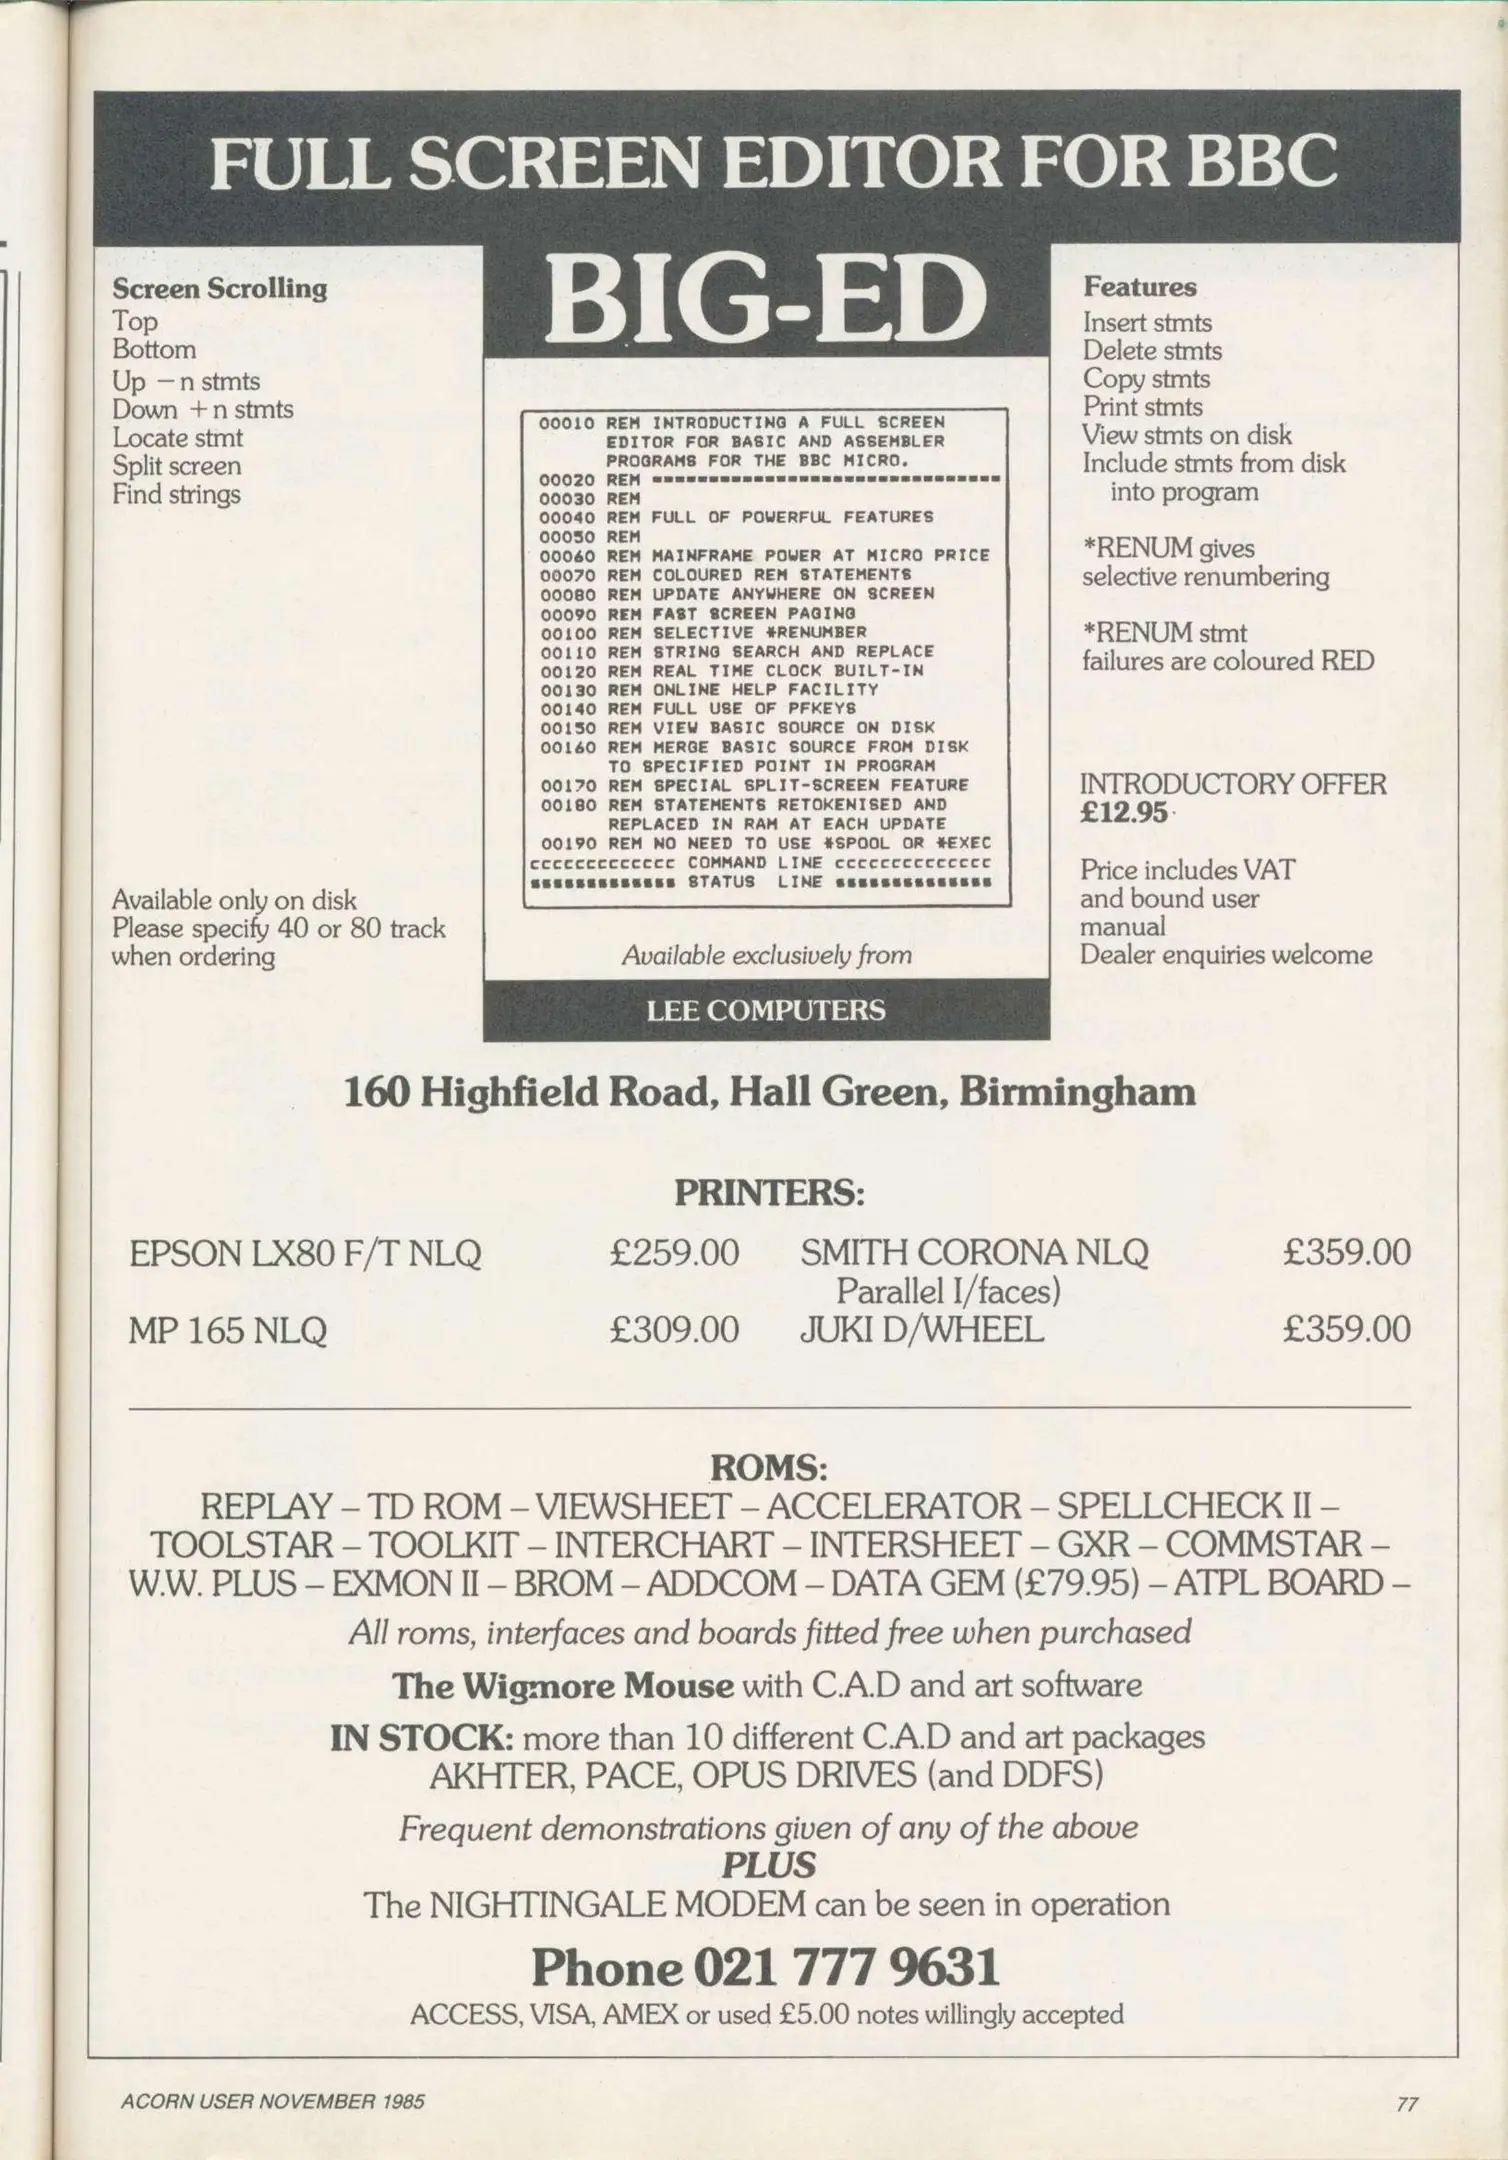 FULL SCREEN EDITOR FOR BBC
BIG-ED
Screen Scrolling
Top
Bottom
Up – n stmts
Down + n stmts
Locate stmt
Split screen
Find strings
Available only on disk
Please specify 40 or 80 track
when ordering
00010 REM INTRODUCTING A FULL SCREEN
EDITOR FOR BASIC AND ASSEMBLER
PROGRAMS FOR THE BBC MICRO.
00020 REM ================================
00030 REM
00040 REM FULL OF POWERFUL FEATURES
00050 REM
00060 REM MAINFRAME POWER AT MICRO PRICE
00070 REM COLOURED REM STATEMENTS
00080 REM UPDATE ANYWHERE ON SCREEN
00090 REM FAST SCREEN PAGING
00100 REM SELECTIVE *RENUMBER
00110 REM STRING SEARCH AND REPLACE
00120 REM REAL TIME CLOCK BUILT-IN
00130 REM ONLINE HELP FACILITY
00140 REM FULL USE OF PFKEYS
00150 REM VIEW BASIC SOURCE ON DISK
00160 REM MERGE BASIC SOURCE FROM DISK
TO SPECIFIED POINT IN PROGRAM
00170 REM SPECIAL SPLIT-SCREEN FEATURE
00180 REM STATEMENTS RETOKENISED AND
REPLACED IN RAM AT EACH UPDATE
00190 REM NO NEED TO USE *SPOOL OR *EXEC
ccccccccccccc COMMAND LINE cccccccccccccc
============= STATUS LINE ==============
Available exclusively from
LEE COMPUTERS
Features
Insert stmts
Delete stmts
Copy stmts
Print stmts
View stmts on disk
Include stmts from disk
into program
*RENUM gives
selective renumbering
*RENUM stmt
failures are coloured RED
INTRODUCTORY OFFER
£12.95
Price includes VAT
and bound user
manual
Dealer enquiries welcome
160 Highfield Road, Hall Green, Birmingham
PRINTERS:
EPSON LX80 F/T NLQ £259.00 SMITH CORONA NLQ £359.00
Parallel I/faces)
MP 165 NLQ £309.00 JUKI D/WHEEL £359.00
ROMS:
REPLAY – TD ROM – VIEWSHEET – ACCELERATOR – SPELLCHECK II –
TOOLSTAR – TOOLKIT – INTERCHART – INTERSHEET – GXR – COMMSTAR –
W.W. PLUS – EXMON II – BROM – ADDCOM – DATA GEM (£79.95) – ATPL BOARD –
All roms, interfaces and boards fitted free when purchased
The Wigmore Mouse with C.A.D and art software
IN STOCK: more than 10 different C.A.D and art packages
AKHTER, PACE, OPUS DRIVES (and DDFS)
Frequent demonstrations given of any of the above
PLUS
The NIGHTINGALE MODEM can be seen in operation
Phone 021 777 9631
ACCESS, VISA, AMEX or used £5.00 notes willingly accepted
ACORN USER NOVEMBER 1985
77